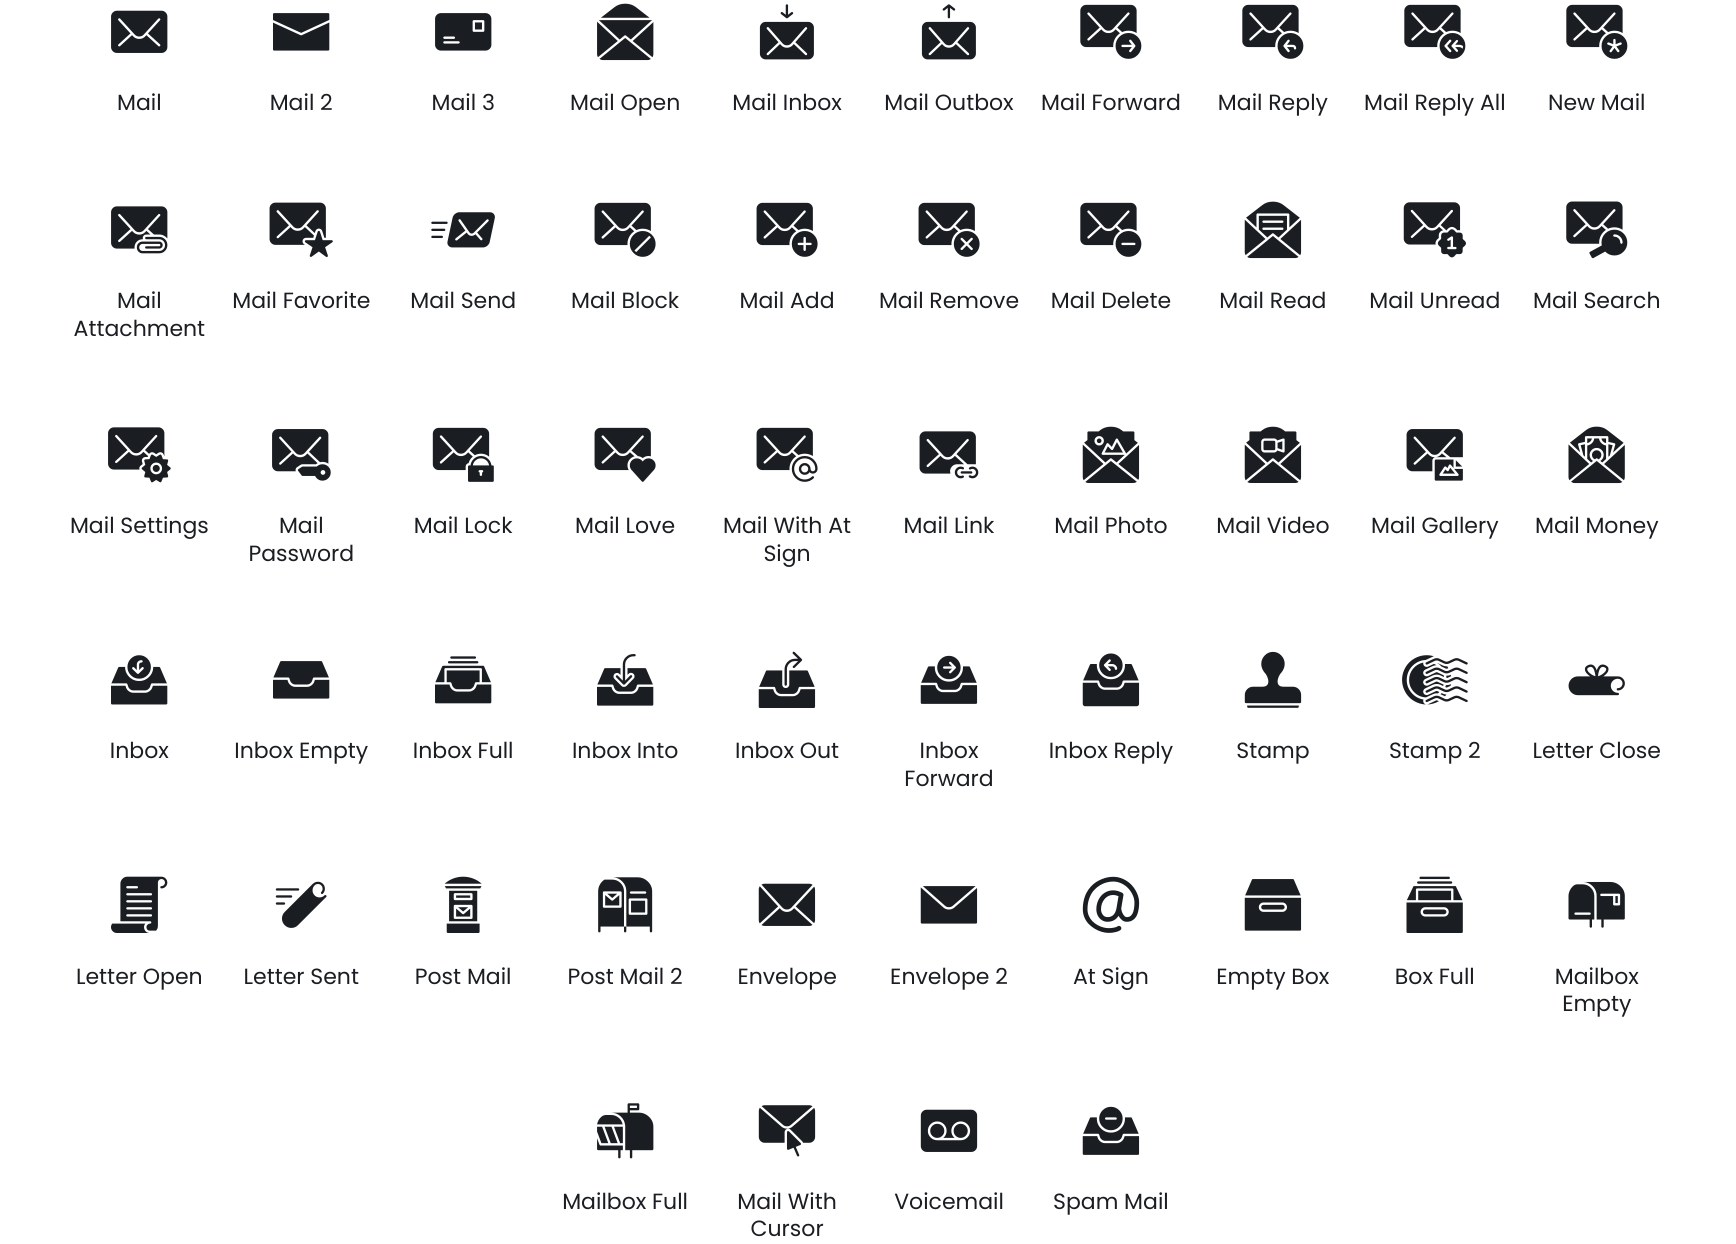 Mail
Mail 2
Mail 3
Mail Open
Mail Inbox
Mail Outbox
Mail Forward
Mail Reply
Mail Reply All
New Mail
Mail
Attachment
Mail Favorite
Mail Send
Mail Block
Mail Add
Mail Remove
Mail Delete
Mail Read
1
Mail Unread
Mail Search
Mail Settings
Mail
Password
Mail Lock
Mail Love
@
Mail With At
Sign
Mail Link
Mail Photo
Mail Video
Mail Gallery
Mail Money
Inbox
Inbox Empty
Inbox Full
Inbox Into
Inbox Out
Inbox
Forward
Inbox Reply
Stamp
Stamp 2
Letter Close
Letter Open
Letter Sent
Post Mail
Post Mail 2
Envelope
Envelope 2
@
At Sign
Empty Box
Box Full
Mailbox
Empty
Mailbox Full
Mail With
Cursor
Voicemail
Spam Mail